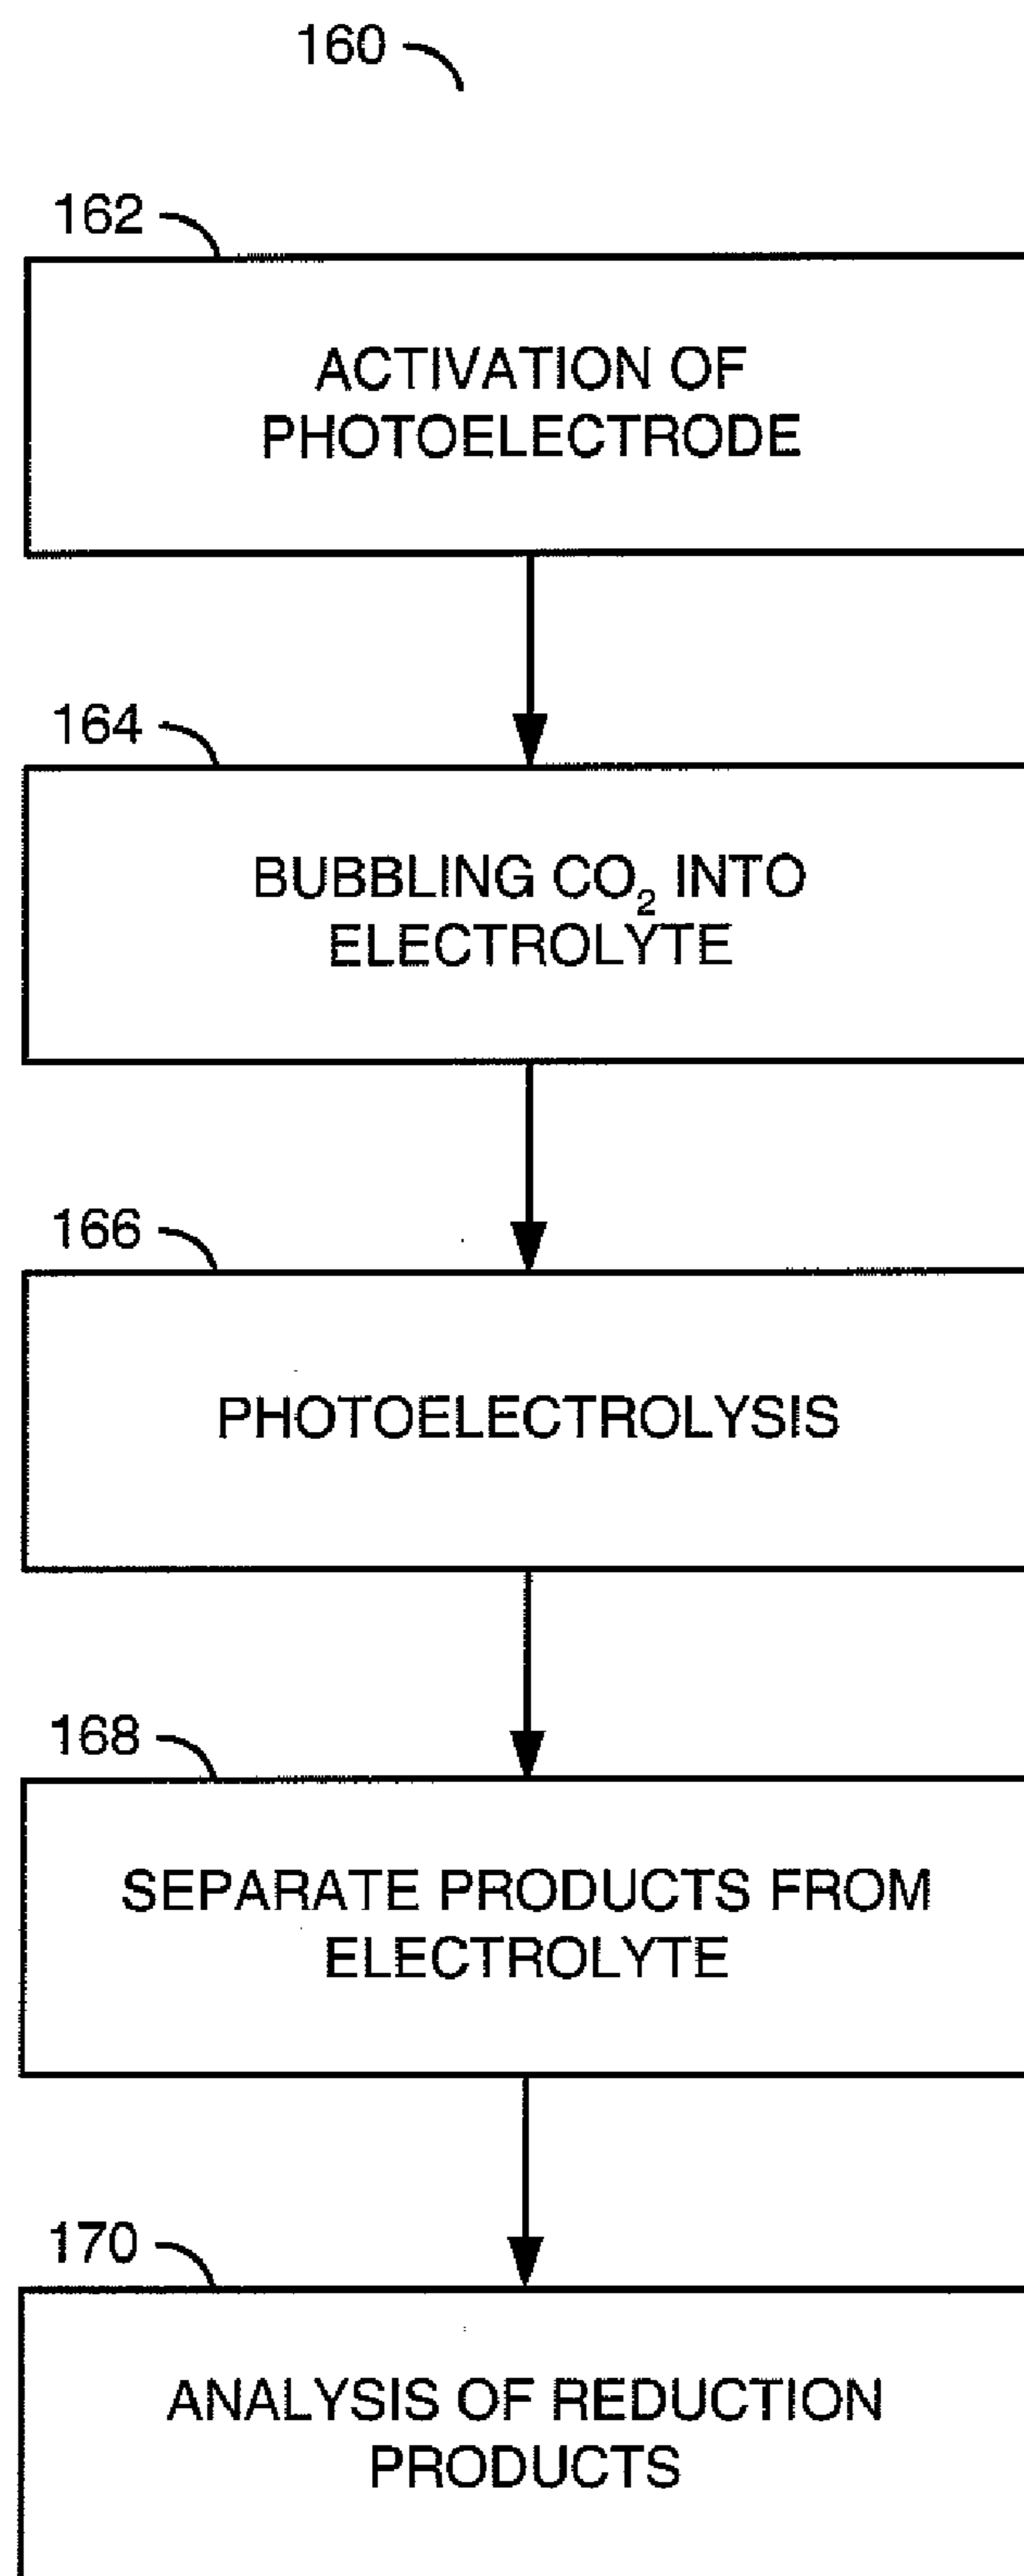 160
162
ACTIVATION OF
PHOTOELECTRODE
164
BUBBLING CO₂ INTO
ELECTROLYTE
166
PHOTOELECTROLYSIS
168
SEPARATE PRODUCTS FROM
ELECTROLYTE
170
ANALYSIS OF REDUCTION
PRODUCTS